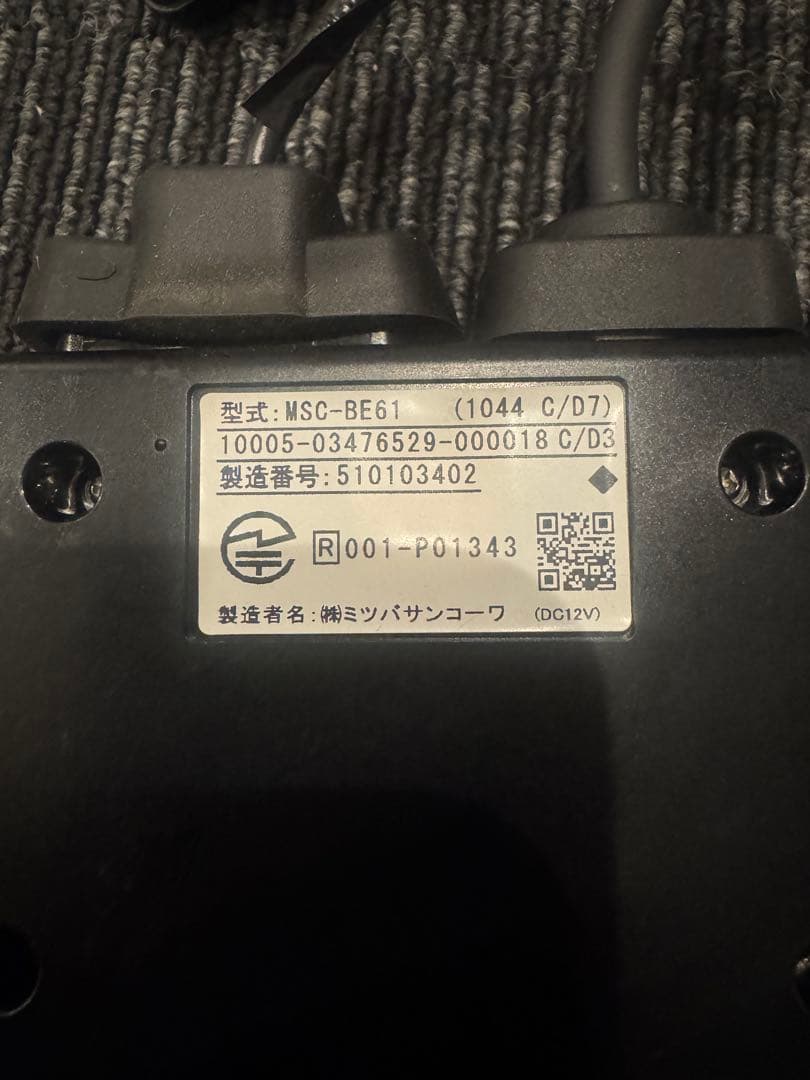 型式:MSC-BE61 (1044 C/D7)
10005-03476529-000018 C/D3
製造番号:510103402
R 001-P01343
製造者名:㈱ミツバサンコーワ (DC12V)